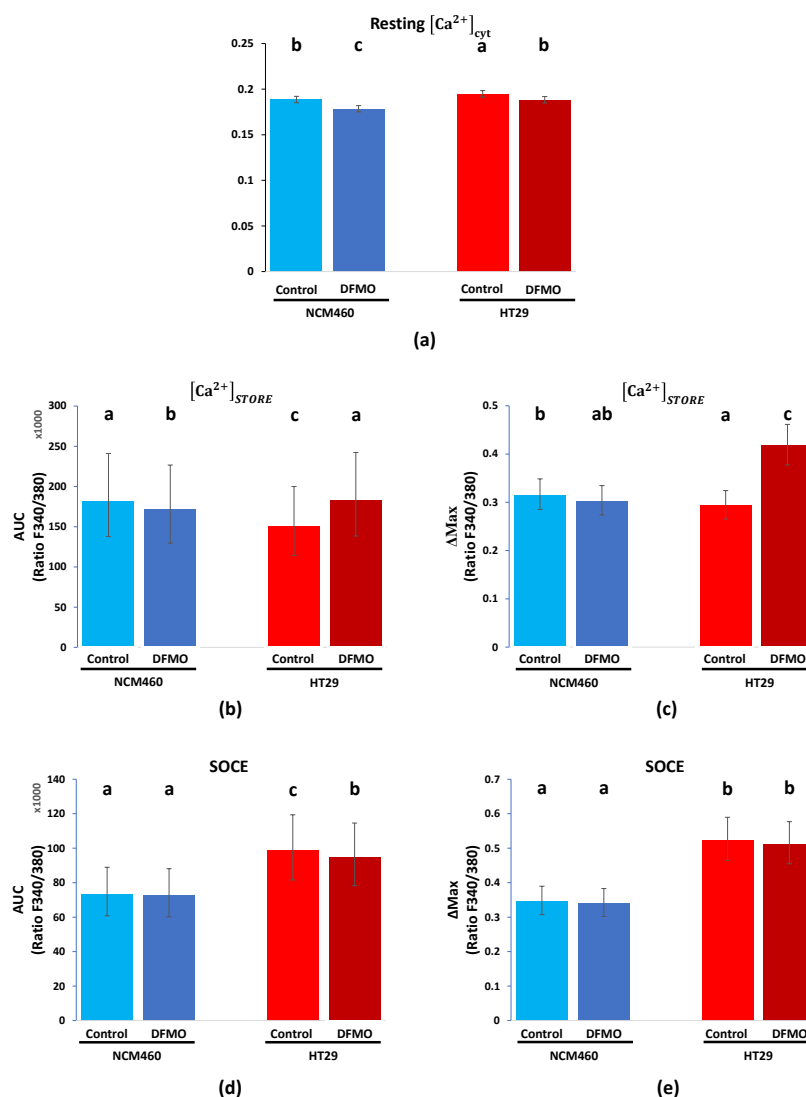 Resting [Ca²⁺]cyt
b c a b
0.25
0.2
0.15
0.1
0.05
0
Control DFMO Control DFMO
NCM460 HT29
(a)
[Ca²⁺]STORE
x1000
AUC
(Ratio F340/380)
a b c a
300
250
200
150
100
50
0
Control DFMO Control DFMO
NCM460 HT29
(b)
[Ca²⁺]STORE
ΔMax
(Ratio F340/380)
b ab a c
0.5
0.4
0.3
0.2
0.1
0
Control DFMO Control DFMO
NCM460 HT29
(c)
SOCE
x1000
AUC
(Ratio F340/380)
a a c b
140
120
100
80
60
40
20
0
Control DFMO Control DFMO
NCM460 HT29
(d)
SOCE
ΔMax
(Ratio F340/380)
a a b b
0.7
0.6
0.5
0.4
0.3
0.2
0.1
0
Control DFMO Control DFMO
NCM460 HT29
(e)